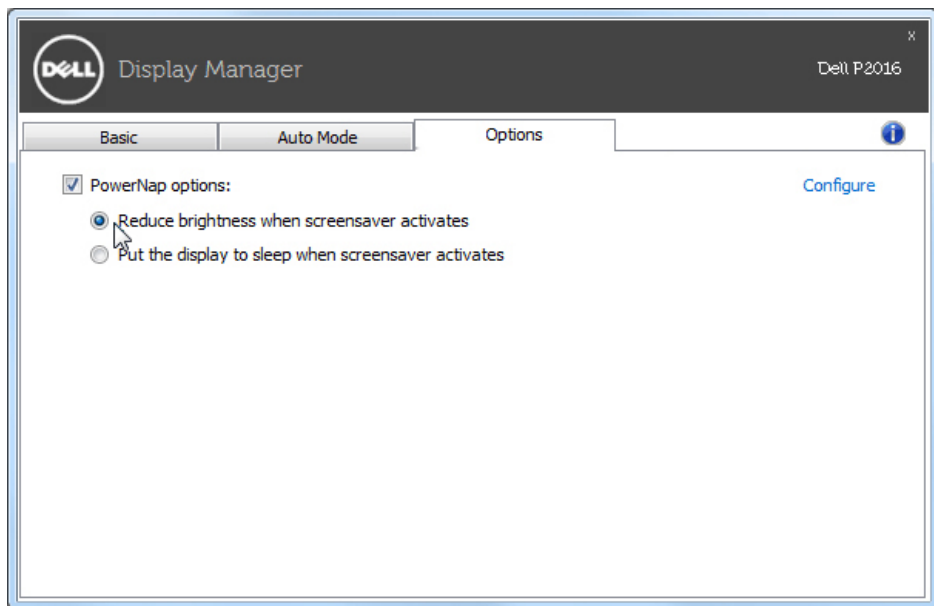 x
DELL Display Manager
Dell P2016
Basic Auto Mode Options
PowerNap options: Configure
Reduce brightness when screensaver activates
Put the display to sleep when screensaver activates